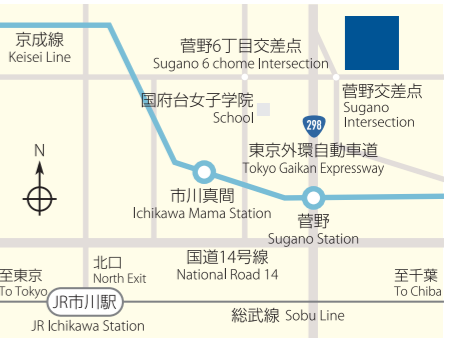 京成線
Keisei Line
菅野6丁目交差点
Sugano 6 chome Intersection
菅野交差点
Sugano
Intersection
国府台女子学院
School
298
東京外環自動車道
Tokyo Gaikan Expressway
N
市川真間
Ichikawa Mama Station
菅野
Sugano Station
国道14号線
National Road 14
北口
North Exit
至東京
To Tokyo
至千葉
To Chiba
JR市川駅
JR Ichikawa Station
総武線 Sobu Line